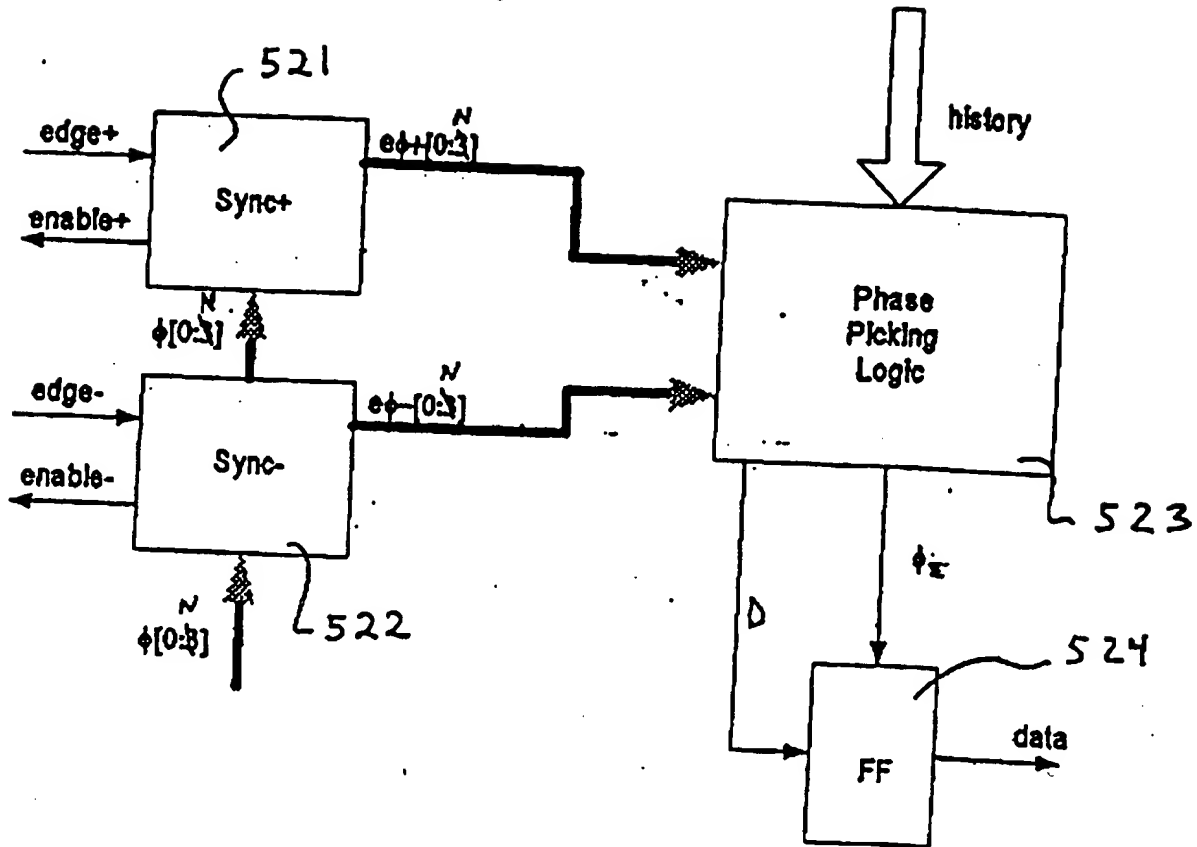 521
edge+
enable+
Sync+
eφ+[0:3]
N
history
φ[0:3]
N
Phase
Picking
Logic
edge-
enable-
Sync-
eφ-[0:3]
N
523
φ[0:3]
N
522
D
524
FF
data